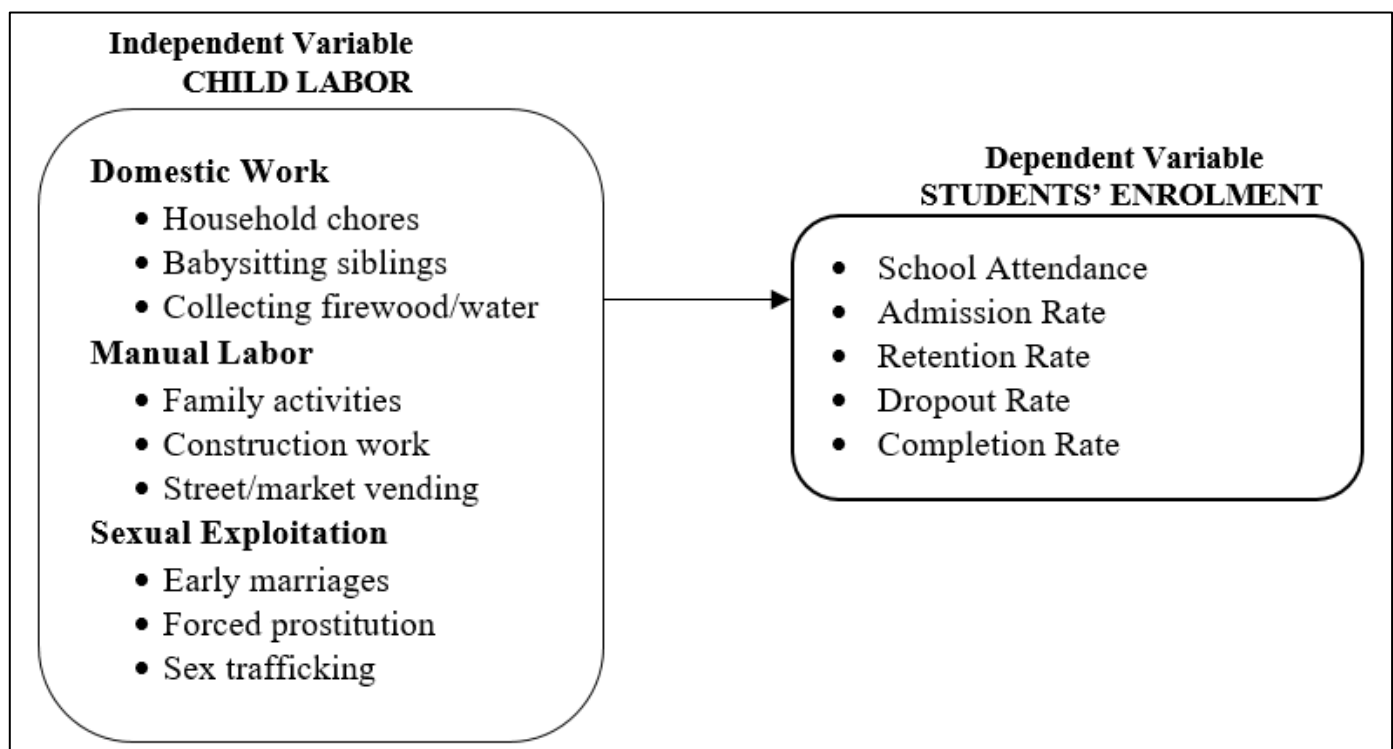 Independent Variable
CHILD LABOR
Domestic Work
• Household chores
• Babysitting siblings
• Collecting firewood/water
Manual Labor
• Family activities
• Construction work
• Street/market vending
Sexual Exploitation
• Early marriages
• Forced prostitution
• Sex trafficking
Dependent Variable
STUDENTS’ ENROLMENT
• School Attendance
• Admission Rate
• Retention Rate
• Dropout Rate
• Completion Rate